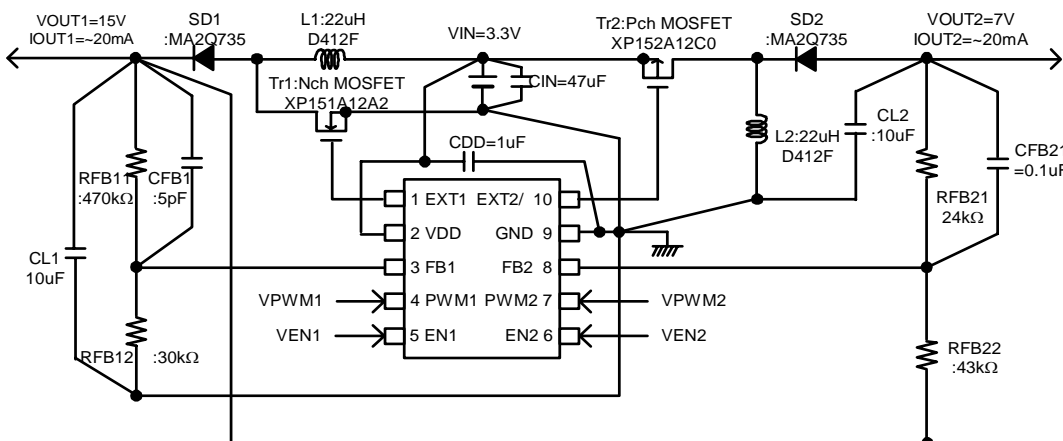 VOUT1=15V
IOUT1=~20mA
SD1
:MA2Q735
L1:22uH
D412F
VIN=3.3V
Tr2:Pch MOSFET
XP152A12C0
SD2
:MA2Q735
VOUT2=7V
IOUT2=~20mA
Tr1:Nch MOSFET
XP151A12A2
CIN=47uF
CDD=1uF
L2:22uH
D412F
CL2
:10uF
CFB21
=0.1uF
RFB11
:470kΩ
CFB1
:5pF
RFB21
24kΩ
CL1
10uF
1 EXT1 EXT2/ 10
2 VDD GND 9
3 FB1 FB2 8
VPWM1 4 PWM1 PWM2 7 VPWM2
VEN1 5 EN1 EN2 6 VEN2
RFB12 :30kΩ
RFB22
:43kΩ